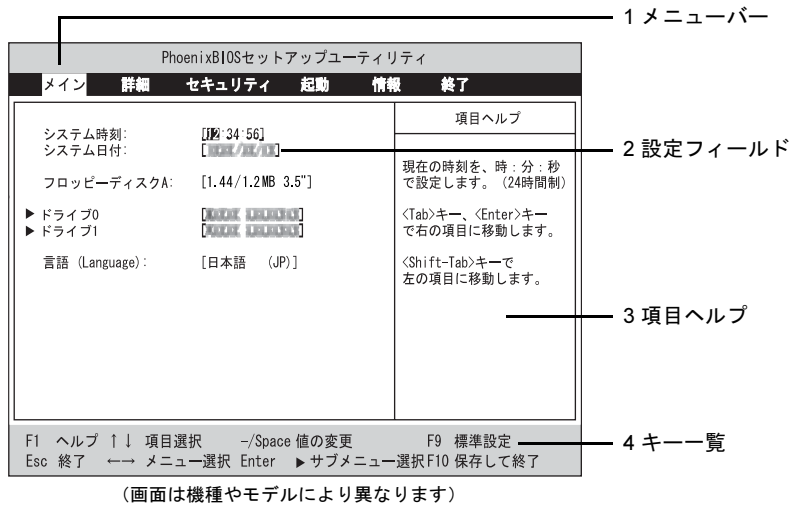 1 メニューバー
PhoenixBIOSセットアップユーティリティ
メイン 詳細 セキュリティ 起動 情報 終了
システム時刻: [12:34:56]
システム日付: [
2 設定フィールド
フロッピーディスクA: [1.44/1.2MB 3.5"]
▶ ドライブ0
▶ ドライブ1
言語 (Language): [日本語 (JP)]
項目ヘルプ
現在の時刻を、時:分:秒
で設定します。(24時間制)
<Tab>キー、<Enter>キー
で右の項目に移動します。
<Shift-Tab>キーで
左の項目に移動します。
3 項目ヘルプ
F1 ヘルプ ↑↓ 項目選択 -/Space 値の変更 F9 標準設定
Esc 終了 ←→ メニュー選択 Enter ▶サブメニュー選択 F10 保存して終了
4 キー一覧
(画面は機種やモデルにより異なります)